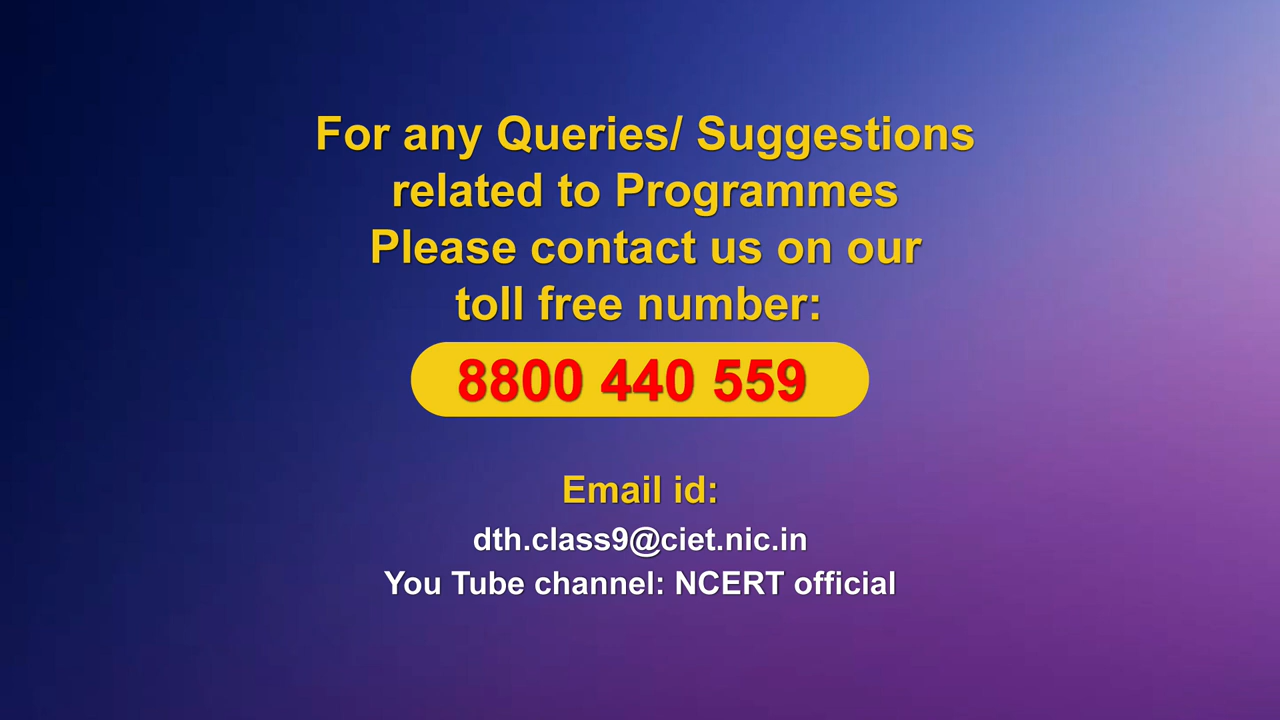 For any Queries/ Suggestions
related to Programmes
Please contact us on our
toll free number:
8800 440 559
Email id:
dth.class9@ciet.nic.in
You Tube channel: NCERT official